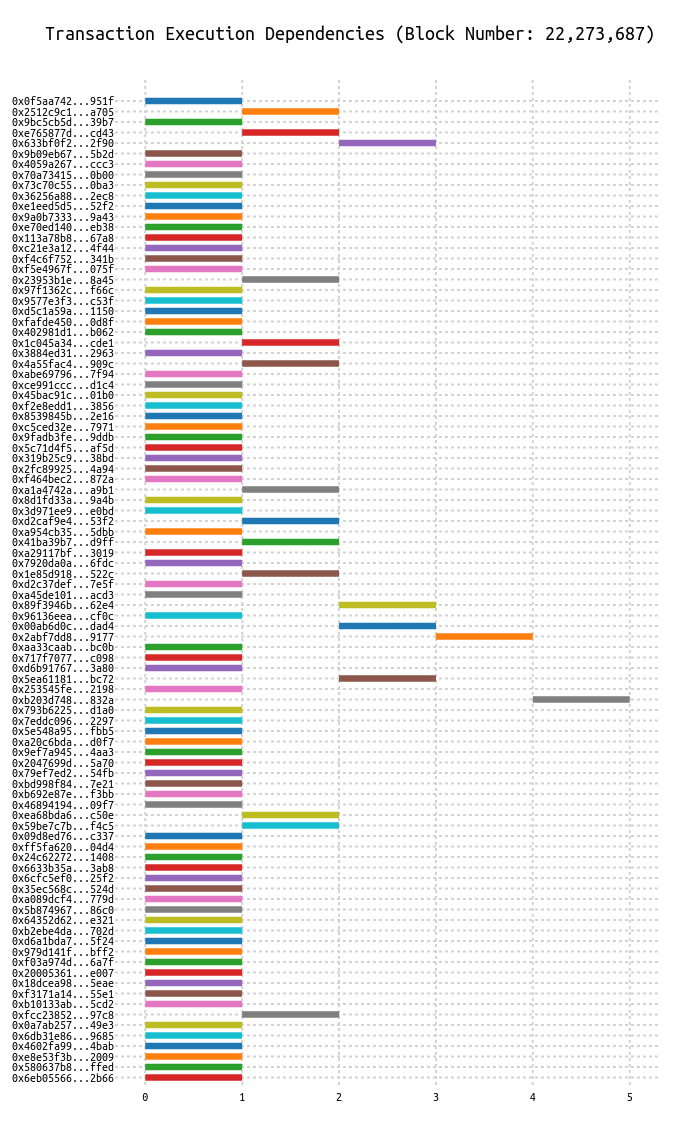 Transaction Execution Dependencies (Block Number: 22,273,687)
0x0f5aa742...951f
0x2512c9c1...a705
0x9bc5cb5d...39b7
0xe765877d...cd43
0x633bf0f2...2f90
0x9b09eb67...5b2d
0x4059a267...ccc3
0x70a73415...0b00
0x73c70c55...0ba3
0x36256a88...2ec8
0xe1eed5d5...52f2
0x9a0b7333...9a43
0xe70ed140...eb38
0x113a78b8...67a8
0xc21e3a12...4f44
0xf4c6f752...341b
0xf5e4967f...075f
0x23953b1e...8a45
0x97f1362c...f66c
0x9577e3f3...c53f
0xd5c1a59a...1150
0xfafde450...0d8f
0x402981d1...b062
0x1c045a34...cde1
0x3884ed31...2963
0x4a55fac4...909c
0xabe69796...7f94
0xce991ccc...d1c4
0x45bac91c...01b0
0xf2e8edd1...3856
0x8539845b...2e16
0xc5ced32e...7971
0x9fadb3fe...9ddb
0x5c71d4f5...af5d
0x319b25c9...38bd
0x2fc89925...4a94
0xf464bec2...872a
0xa1a4742a...a9b1
0x8d1fd33a...9a4b
0x3d971ee9...e0bd
0xd2caf9e4...53f2
0xa954cb35...5dbb
0x41ba39b7...d9ff
0xa29117bf...3019
0x7920da0a...6fdc
0x1e85d918...522c
0xd2c37def...7e5f
0xa45de101...acd3
0x89f3946b...62e4
0x96136eea...cf0c
0x00ab6d0c...dad4
0x2abf7dd8...9177
0xaa33caab...bc0b
0x717f7077...c098
0xd6b91767...3a80
0x5ea61181...bc72
0x253545fe...2198
0xb203d748...832a
0x793b6225...d1a0
0x7eddc096...2297
0x5e548a95...fbb5
0xa20c6bda...d0f7
0x9ef7a945...4aa3
0x2047699d...5a70
0x79ef7ed2...54fb
0xbd998f84...7e21
0xb692e87e...f3bb
0x46894194...09f7
0xea68bda6...c50e
0x59be7c7b...f4c5
0x09d8ed76...c337
0xff5fa620...04d4
0x24c62272...1408
0x6633b35a...3ab8
0x6cfc5ef0...25f2
0x35ec568c...524d
0xa089dcf4...779d
0x5b874967...86c0
0x64352d62...e321
0xb2ebe4da...702d
0xd6a1bda7...5f24
0x979d141f...bff2
0xf03a974d...6a7f
0x20005361...e007
0x18dcea98...5eae
0xf3171a14...55e1
0xb10133ab...5cd2
0xfcc23852...97c8
0x0a7ab257...49e3
0x6db31e86...9685
0x4602fa99...4bab
0xe8e53f3b...2009
0x580637b8...ffed
0x6eb05566...2b66
0 1 2 3 4 5